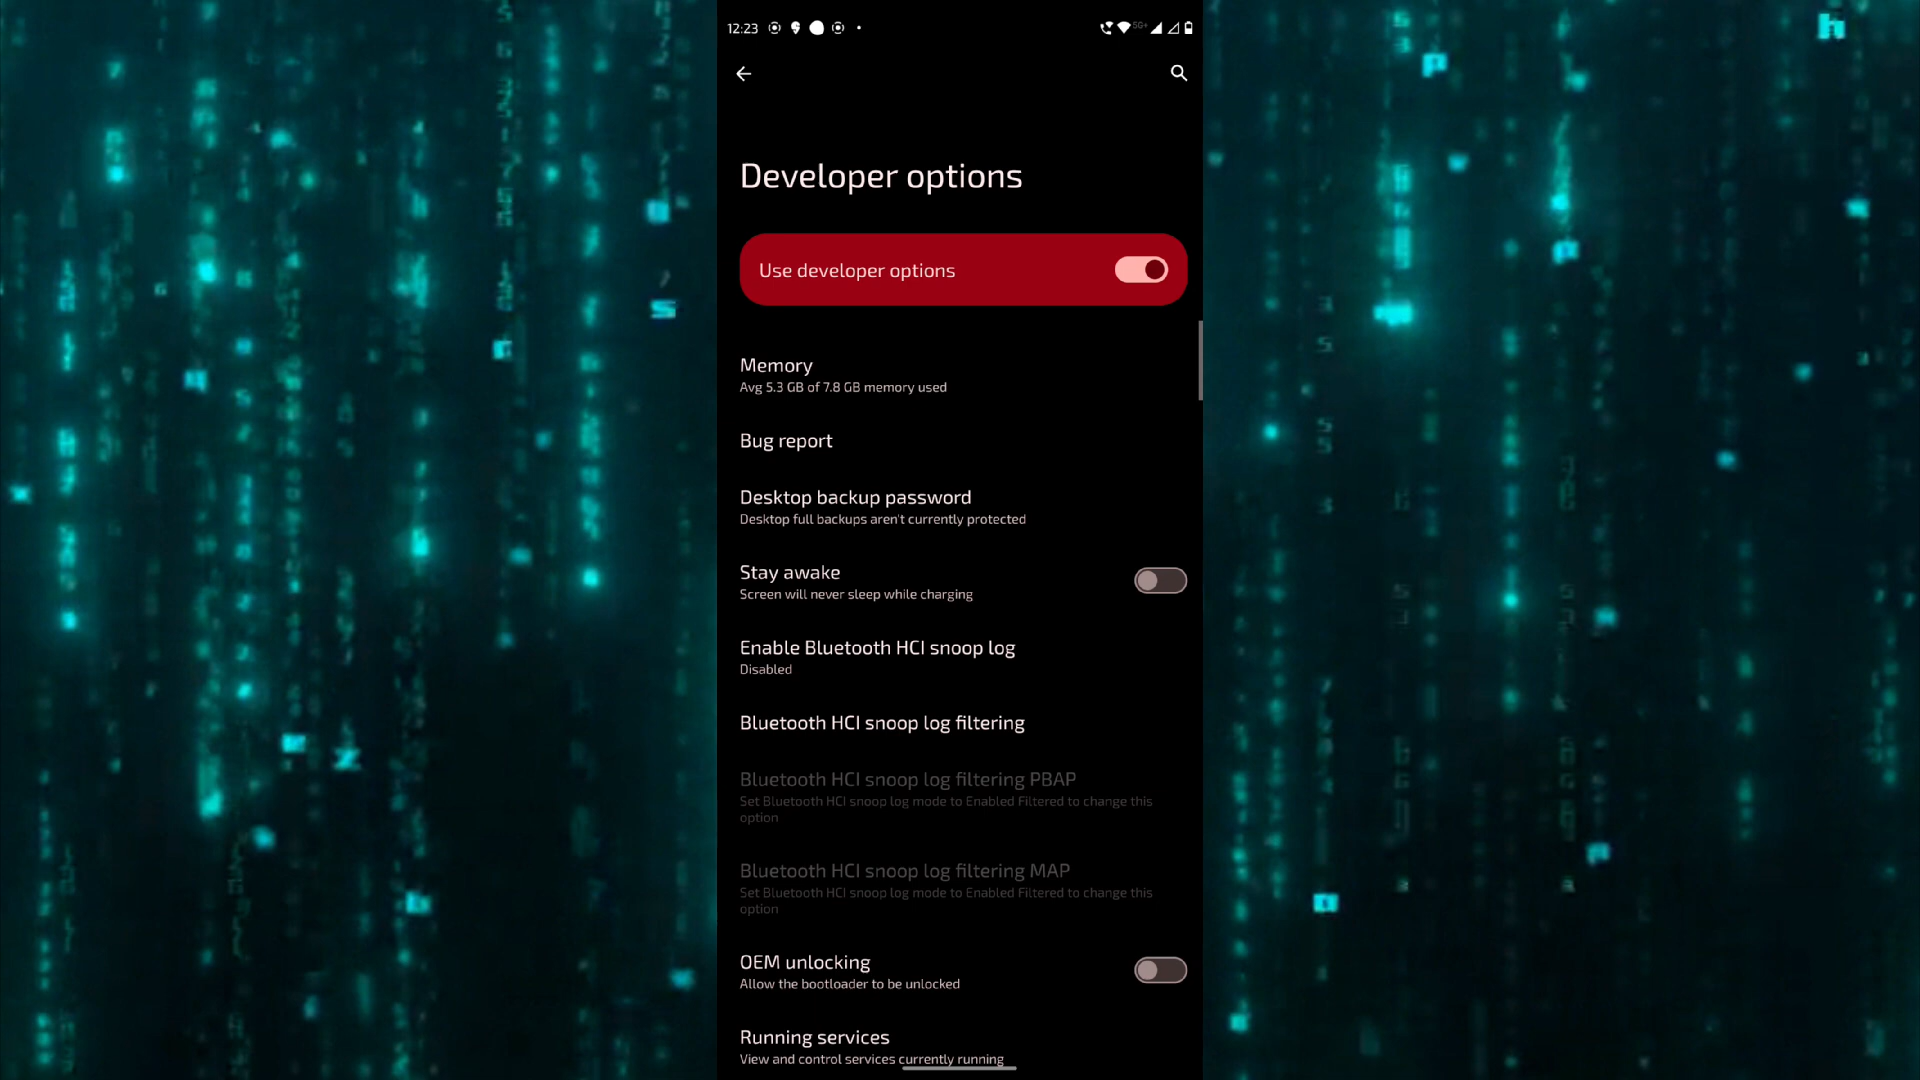 12:23
5G+
Developer options
Use developer options
Memory
Avg 5.3 GB of 7.8 GB memory used
Bug report
Desktop backup password
Desktop full backups aren't currently protected
Stay awake
Screen will never sleep while charging
Enable Bluetooth HCI snoop log
Disabled
Bluetooth HCI snoop log filtering
Bluetooth HCI snoop log filtering PBAP
Set Bluetooth HCI snoop log mode to Enabled Filtered to change this
option
Bluetooth HCI snoop log filtering MAP
Set Bluetooth HCI snoop log mode to Enabled Filtered to change this
option
OEM unlocking
Allow the bootloader to be unlocked
Running services
View and control services currently running